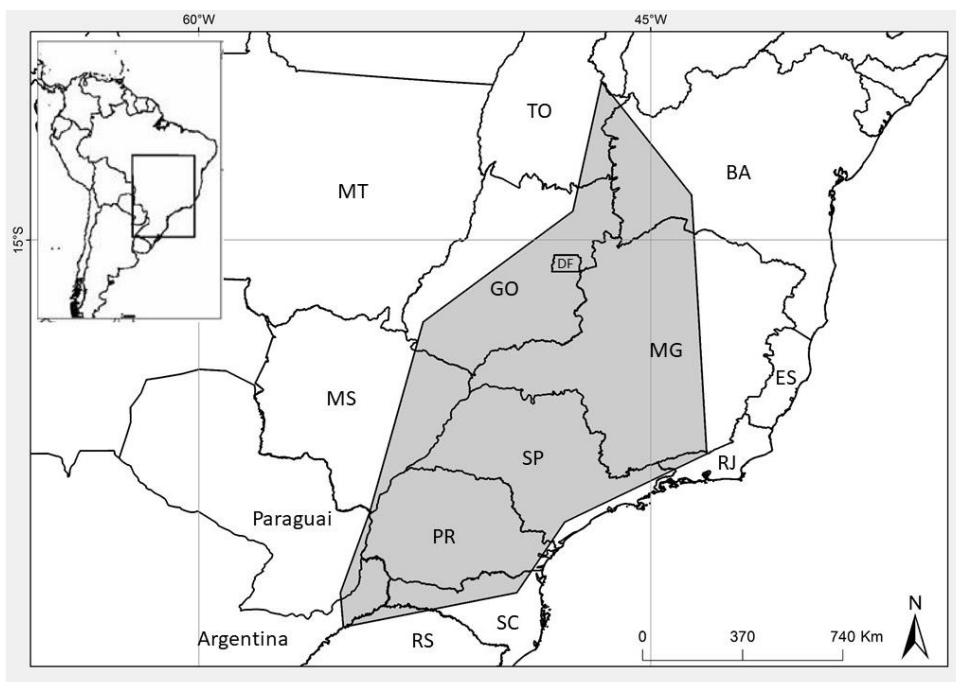 60°W
45°W
TO
BA
MT
15°S
DF
GO
MG
MS
ES
SP
RJ
Paraguai
PR
N
SC
Argentina
RS
0 370 740 Km